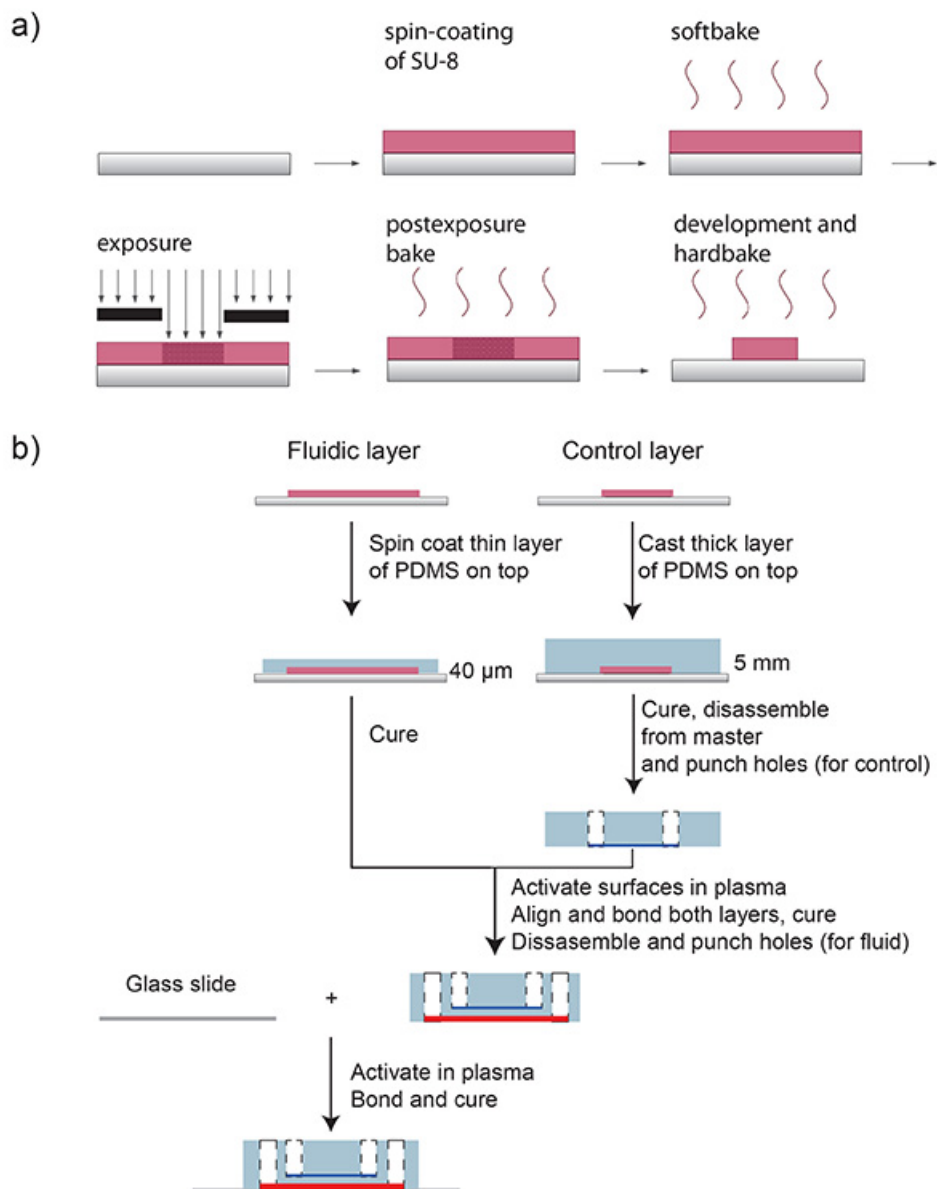 a)
spin-coating
of SU-8
softbake
exposure
postexposure
bake
development and
hardbake
b)
Fluidic layer
Control layer
Spin coat thin layer
of PDMS on top
Cast thick layer
of PDMS on top
40 µm
5 mm
Cure
Cure, disassemble
from master
and punch holes (for control)
Activate surfaces in plasma
Align and bond both layers, cure
Dissasemble and punch holes (for fluid)
Glass slide
+
Activate in plasma
Bond and cure